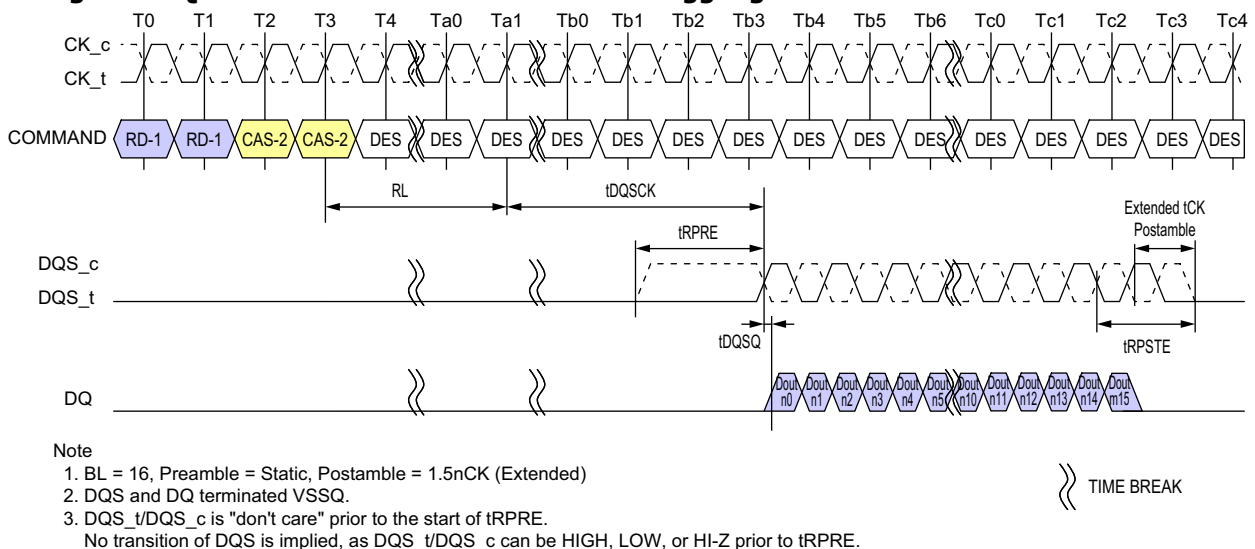 T0 T1 T2 T3 T4 Ta0 Ta1 Tb0 Tb1 Tb2 Tb3 Tb4 Tb5 Tb6 Tc0 Tc1 Tc2 Tc3 Tc4
CK_c
CK_t
COMMAND RD-1 RD-1 CAS-2 CAS-2 DES DES DES DES DES DES DES DES DES DES DES DES DES DES DES
RL tDQSCK
Extended tCK
Postamble
tRPRE
DQS_c
DQS_t
tDQSQ
tRPSTE
DQ
Dout Dout Dout Dout Dout Dout Dout Dout Dout Dout Dout Dout
n0 n1 n2 n3 n4 n5 n10 n11 n12 n13 n14 m15
Note
1. BL = 16, Preamble = Static, Postamble = 1.5nCK (Extended)
2. DQS and DQ terminated VSSQ.
3. DQS_t/DQS_c is "don't care" prior to the start of tRPRE.
No transition of DQS is implied, as DQS_t/DQS_c can be HIGH, LOW, or HI-Z prior to tRPRE.
TIME BREAK